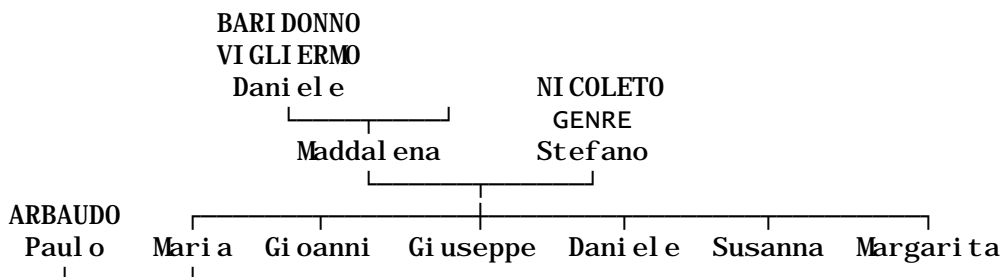 BARIDONNO
VIGLIERMO
Daniele NICOLETO
GENRE
Maddalena Stefano
ARBAUDO
Paulo Maria Gioanni Giuseppe Daniele Susanna Margarita